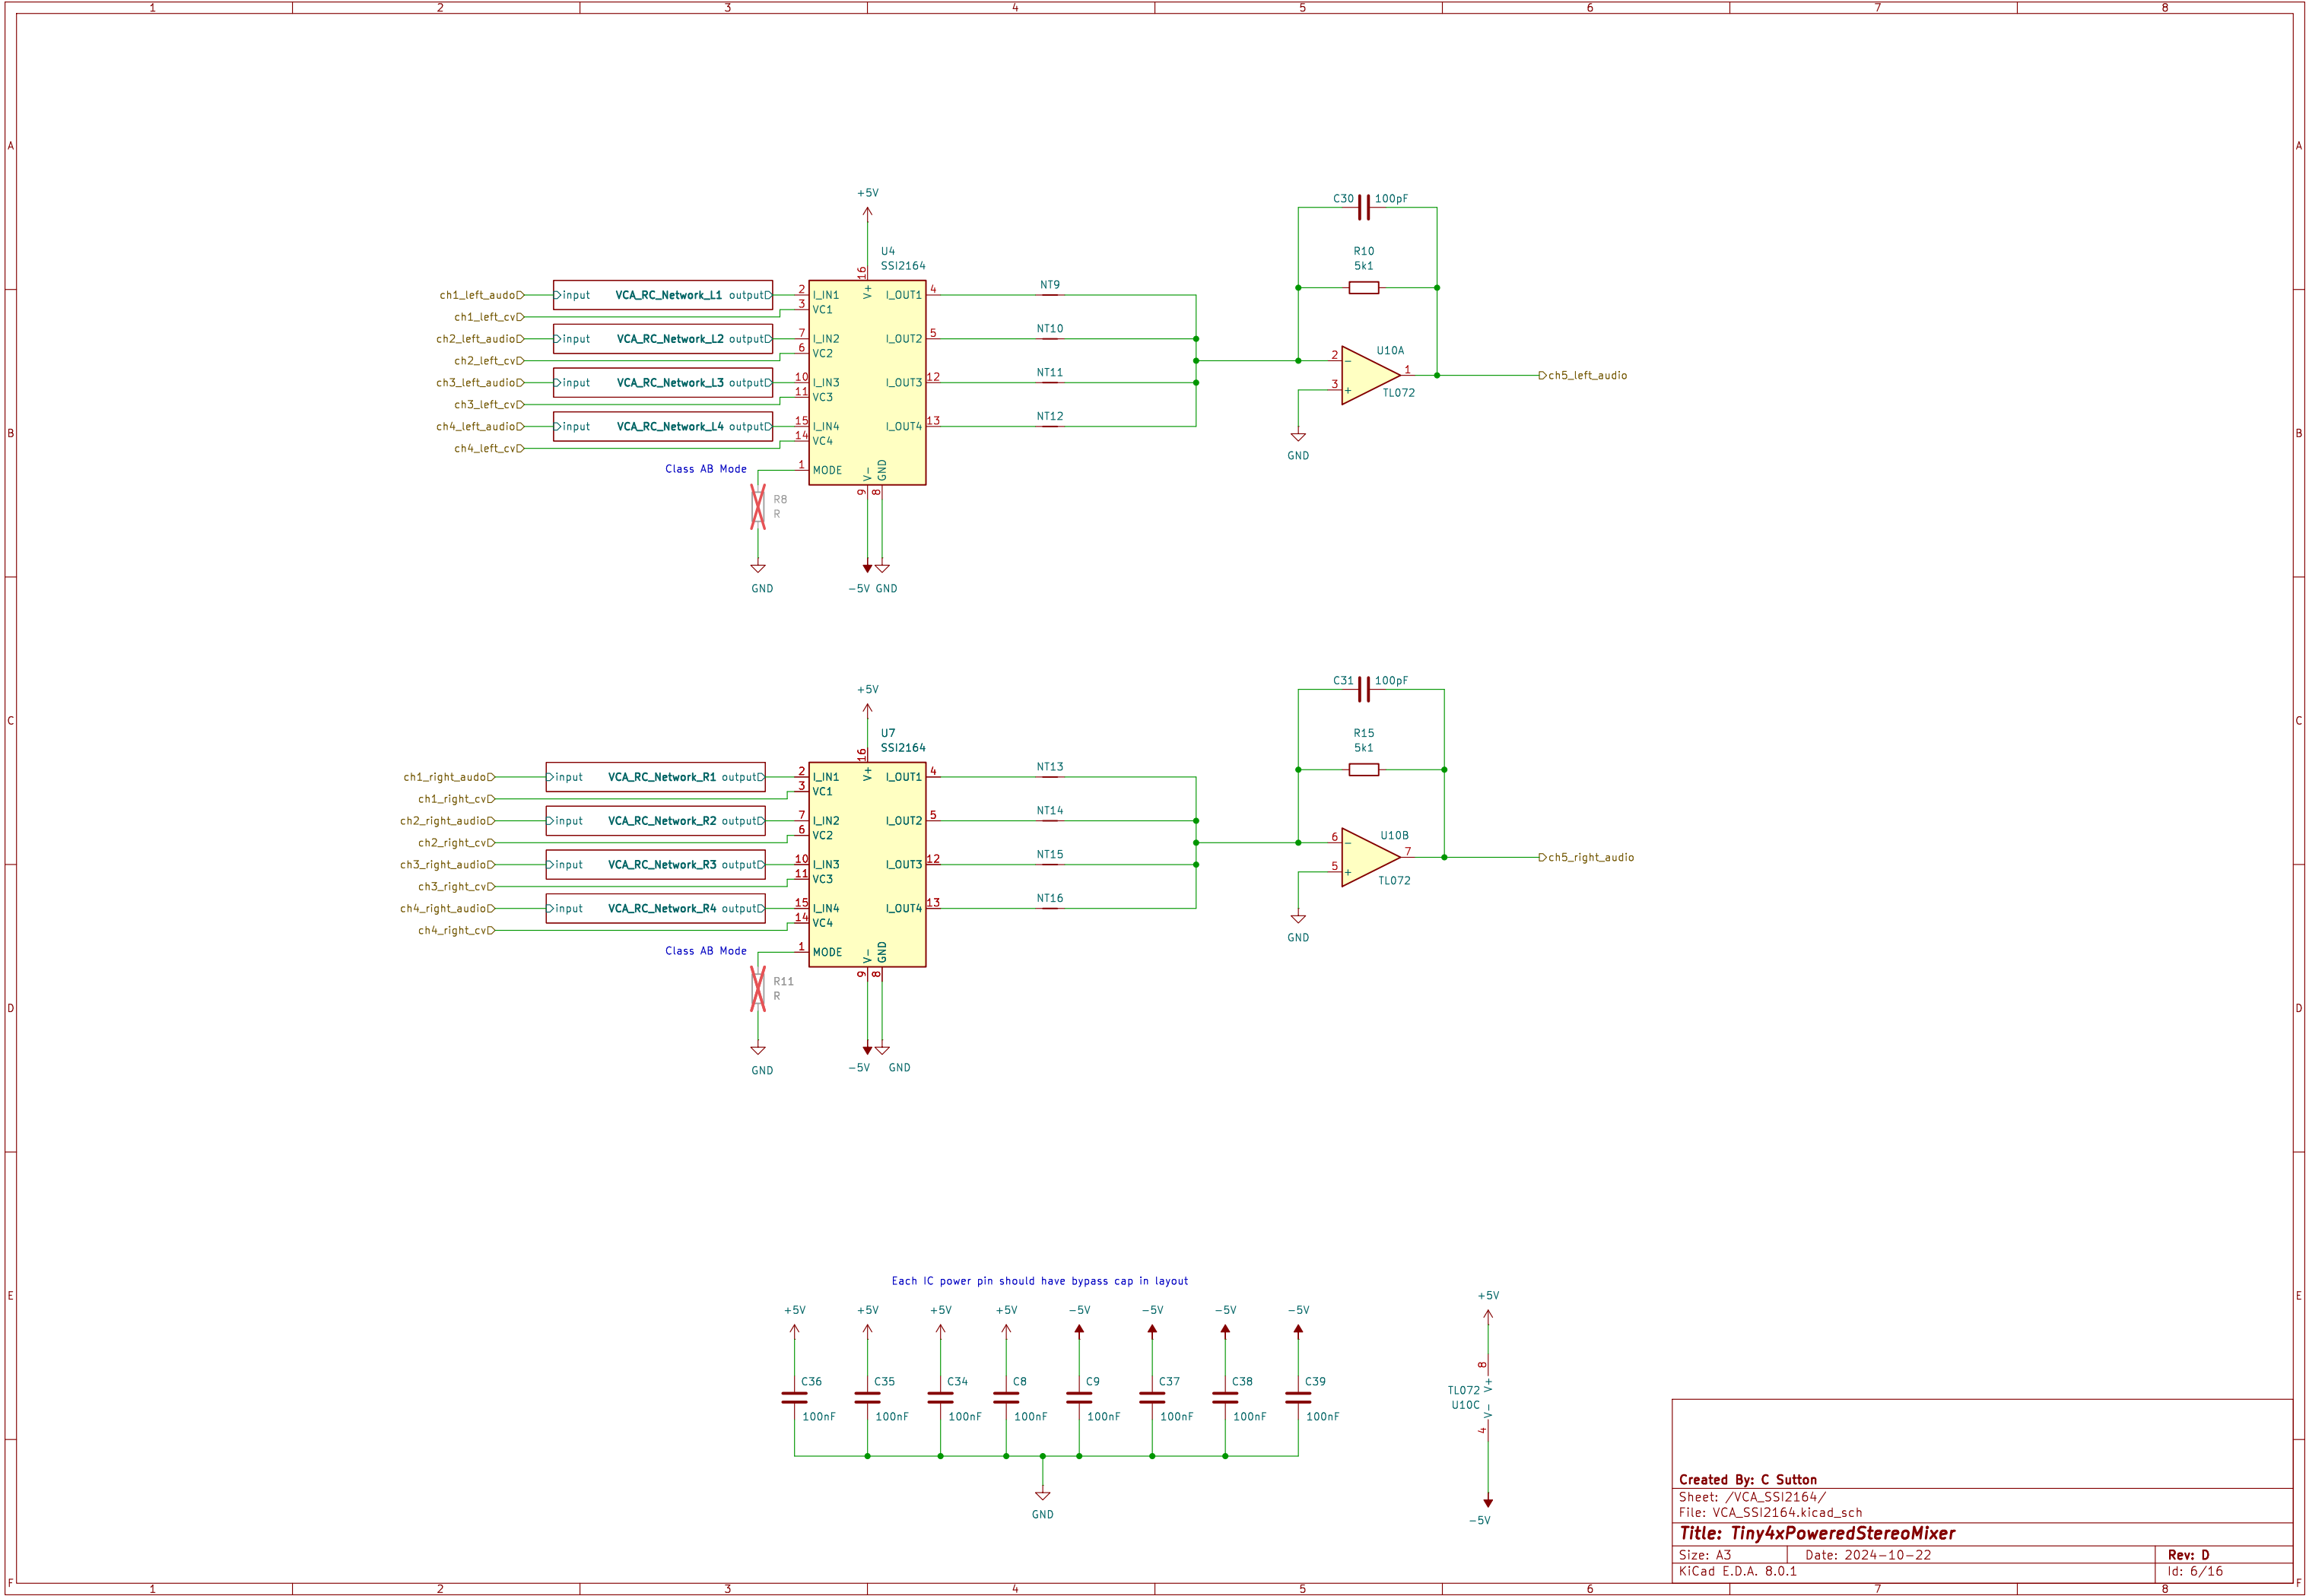 1 2 3 4 5 6 7 8
A A
B B
C C
D D
E E
F F
+5V
U4
SSI2164
16
V+
ch1_left_audo
input VCA_RC_Network_L1 output
2 I_IN1 I_OUT1 4
NT9
ch1_left_cv
3 VC1
ch2_left_audio
input VCA_RC_Network_L2 output
7 I_IN2 I_OUT2 5
NT10
ch2_left_cv
6 VC2
ch3_left_audio
input VCA_RC_Network_L3 output
10 I_IN3 I_OUT3 12
NT11
ch3_left_cv
11 VC3
ch4_left_audio
input VCA_RC_Network_L4 output
15 I_IN4 I_OUT4 13
NT12
ch4_left_cv
14 VC4
Class AB Mode
1 MODE
V- GND
9 8
R8
R
GND
-5V GND
C30 100pF
R10
5k1
U10A
2 -
1
3 +
TL072
ch5_left_audio
GND
+5V
U7
SSI2164
16
V+
ch1_right_audo
input VCA_RC_Network_R1 output
2 I_IN1 I_OUT1 4
NT13
ch1_right_cv
3 VC1
ch2_right_audio
input VCA_RC_Network_R2 output
7 I_IN2 I_OUT2 5
NT14
ch2_right_cv
6 VC2
ch3_right_audio
input VCA_RC_Network_R3 output
10 I_IN3 I_OUT3 12
NT15
ch3_right_cv
11 VC3
ch4_right_audio
input VCA_RC_Network_R4 output
15 I_IN4 I_OUT4 13
NT16
ch4_right_cv
14 VC4
Class AB Mode
1 MODE
V- GND
9 8
R11
R
GND
-5V GND
C31 100pF
R15
5k1
U10B
6 -
7
5 +
TL072
ch5_right_audio
GND
Each IC power pin should have bypass cap in layout
+5V +5V +5V +5V -5V -5V -5V -5V
C36 C35 C34 C8 C9 C37 C38 C39
100nF 100nF 100nF 100nF 100nF 100nF 100nF 100nF
GND
+5V
8
V+
TL072
U10C
V-
4
-5V
Created By: C Sutton
Sheet: /VCA_SSI2164/
File: VCA_SSI2164.kicad_sch
Title: Tiny4xPoweredStereoMixer
Size: A3 Date: 2024-10-22 Rev: D
KiCad E.D.A. 8.0.1 Id: 6/16
1 2 3 4 5 6 7 8